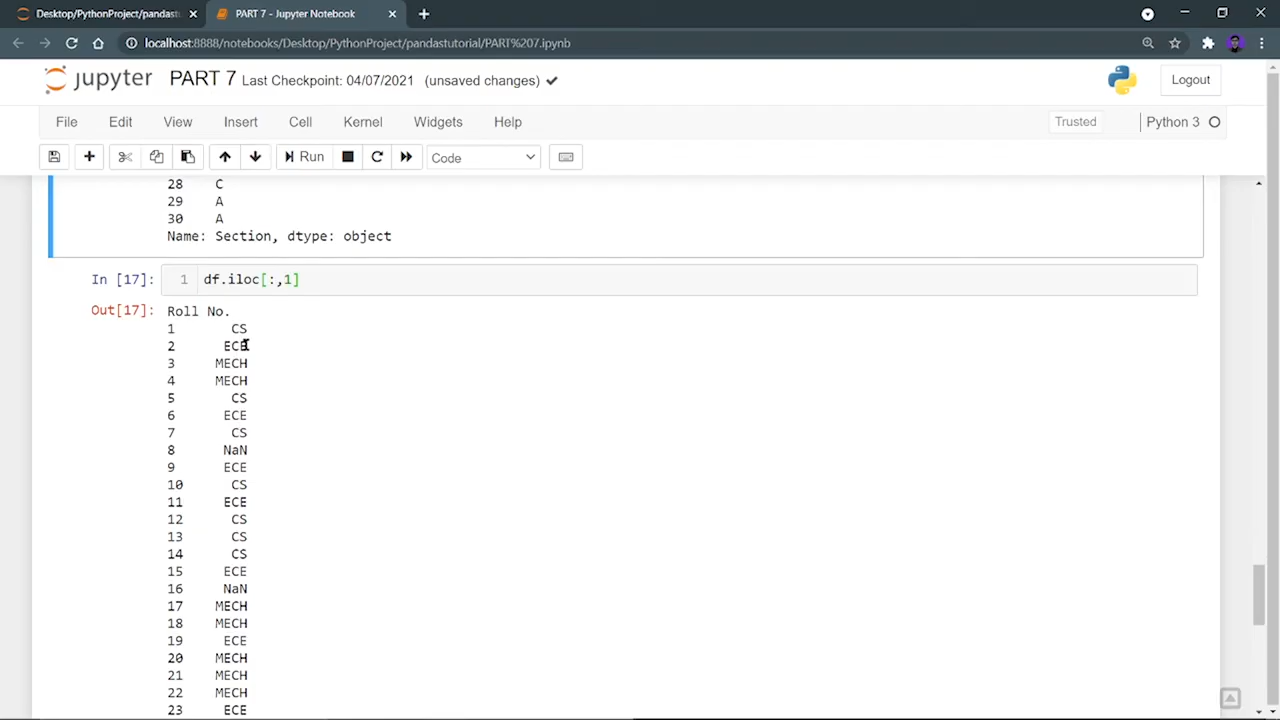 Desktop/PythonProject/pandastut
PART 7 - Jupyter Notebook
localhost:8888/notebooks/Desktop/PythonProject/pandastutorial/PART%207.ipynb
jupyter PART 7 Last Checkpoint: 04/07/2021 (unsaved changes)
Logout
File Edit View Insert Cell Kernel Widgets Help
Trusted
Python 3
Run
Code
28 C
29 A
30 A
Name: Section, dtype: object
In [17]: 1 df.iloc[:,1]
Out[17]: Roll No.
1 CS
2 ECE
3 MECH
4 MECH
5 CS
6 ECE
7 CS
8 NaN
9 ECE
10 CS
11 ECE
12 CS
13 CS
14 CS
15 ECE
16 NaN
17 MECH
18 MECH
19 ECE
20 MECH
21 MECH
22 MECH
23 ECE